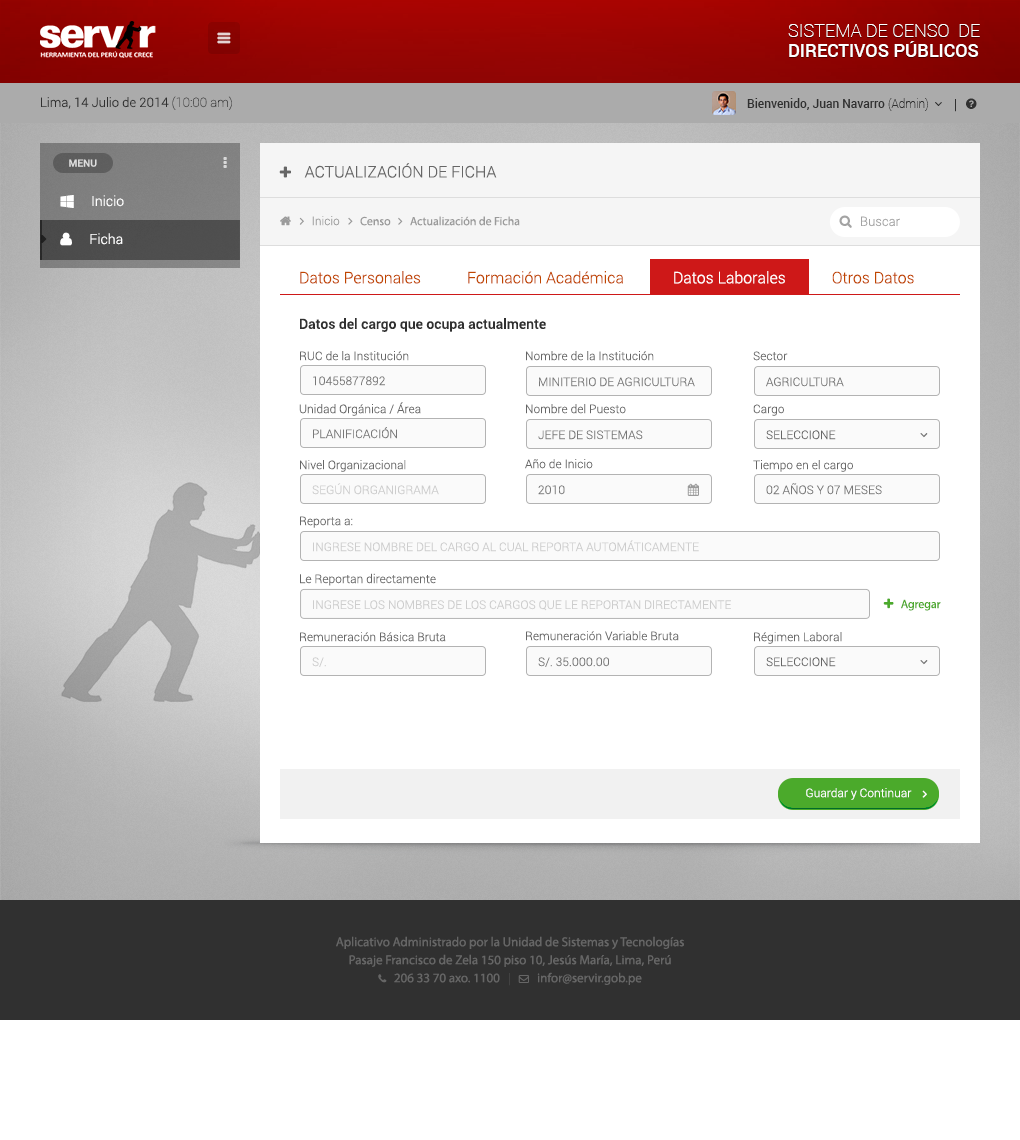 servir
HERRAMIENTA DEL PERÚ QUE CRECE
SISTEMA DE CENSO DE
DIRECTIVOS PÚBLICOS
Lima, 14 Julio de 2014 (10:00 am)
Bienvenido, Juan Navarro (Admin) |
MENU
Inicio
Ficha
ACTUALIZACIÓN DE FICHA
Inicio > Censo > Actualización de Ficha
Buscar
Datos Personales Formación Académica Datos Laborales Otros Datos
Datos del cargo que ocupa actualmente
RUC de la Institución Nombre de la Institución Sector
10455877892 MINITERIO DE AGRICULTURA AGRICULTURA
Unidad Orgánica / Área Nombre del Puesto Cargo
PLANIFICACIÓN JEFE DE SISTEMAS SELECCIONE
Nivel Organizacional Año de Inicio Tiempo en el cargo
SEGÚN ORGANIGRAMA 2010 02 AÑOS Y 07 MESES
Reporta a:
INGRESE NOMBRE DEL CARGO AL CUAL REPORTA AUTOMÁTICAMENTE
Le Reportan directamente
INGRESE LOS NOMBRES DE LOS CARGOS QUE LE REPORTAN DIRECTAMENTE
Agregar
Remuneración Básica Bruta Remuneración Variable Bruta Régimen Laboral
S/. S/. 35.000.00 SELECCIONE
Guardar y Continuar
Aplicativo Administrado por la Unidad de Sistemas y Tecnologías
Pasaje Francisco de Zela 150 piso 10, Jesús María, Lima, Perú
206 33 70 axo. 1100 | infor@servir.gob.pe